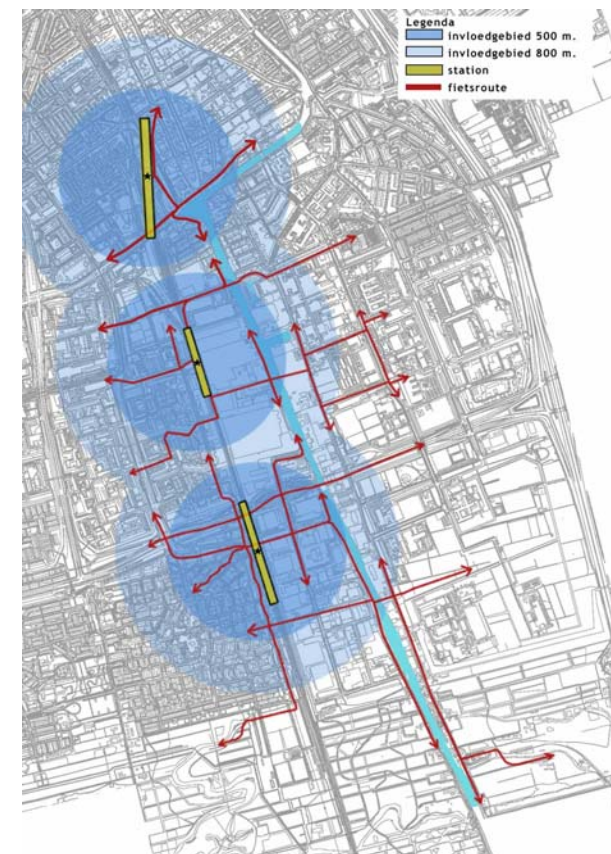 Legenda
invloedgebied 500 m.
invloedgebied 800 m.
station
fietsroute